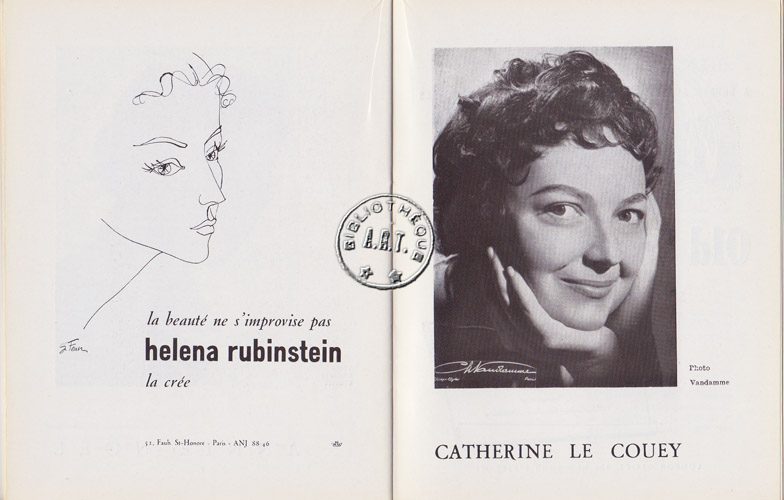 la beauté ne s'improvise pas
helena rubinstein
la crée
52, Faub. St-Honore - Paris - ANJ 88-46
BIBLIOTHÈQUE
A.R.T.
Photo
Vandamme
CATHERINE LE COUEY